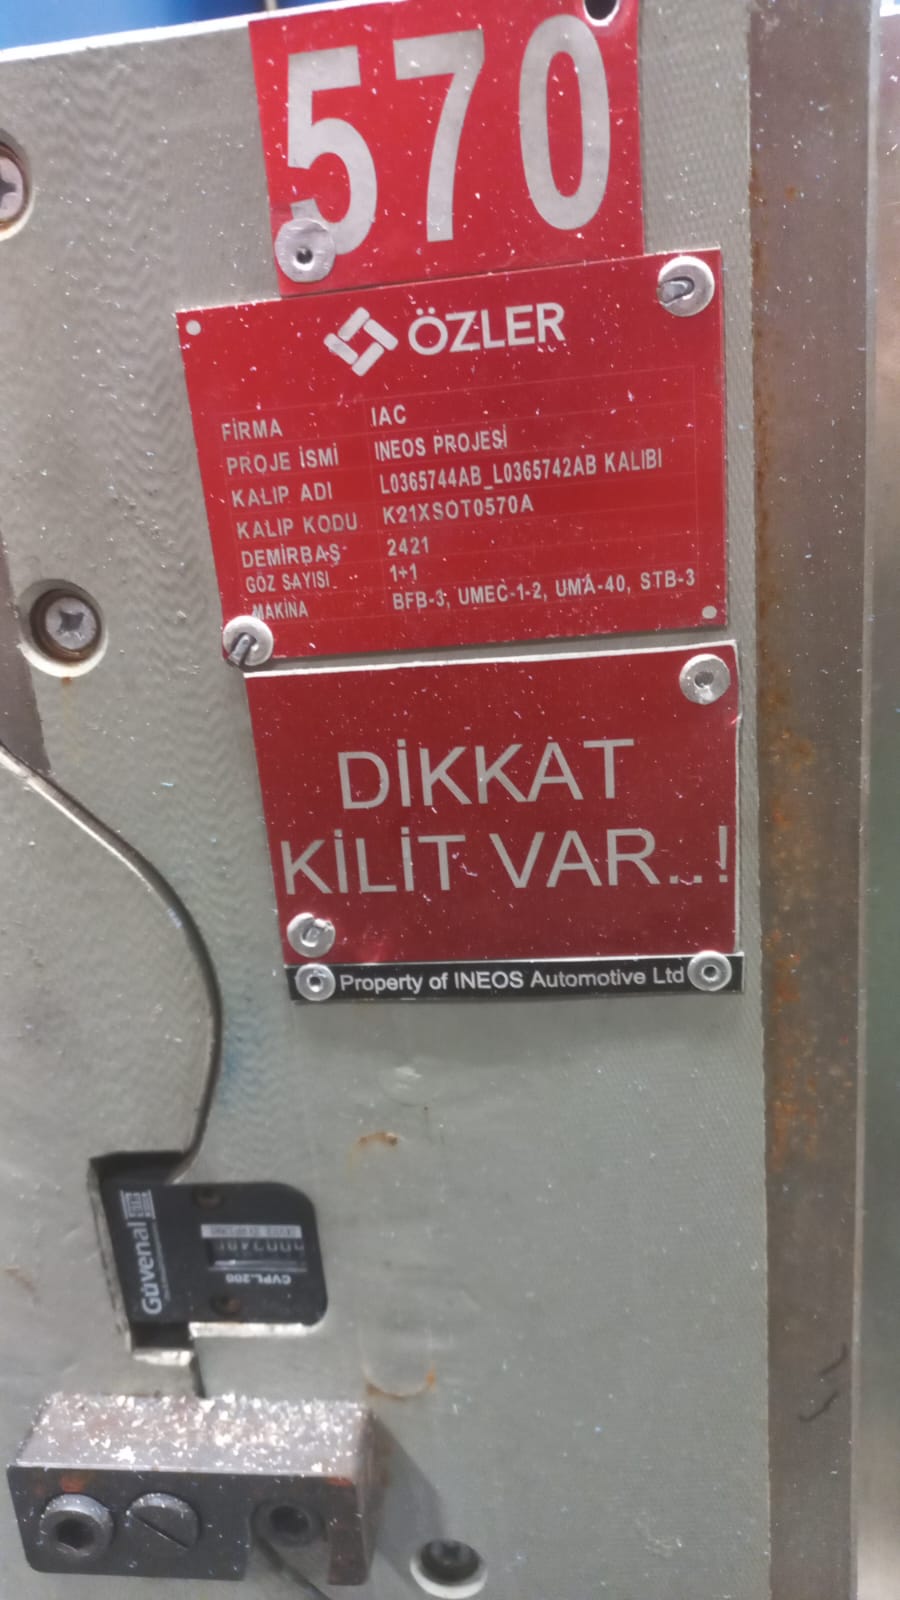 570
ÖZLER
FİRMA IAC
PROJE İSMİ INEOS PROJESİ
KALIP ADI L0365744AB_L0365742AB KALIBI
KALIP KODU K21XSOT0570A
DEMİRBAŞ 2421
GÖZ SAYISI 1+1
MAKİNA BFB-3, UMEC-1-2, UMA-40, STB-3
DİKKAT
KİLİT VAR..!
Property of INEOS Automotive Ltd
Güvenal
CVPL.200